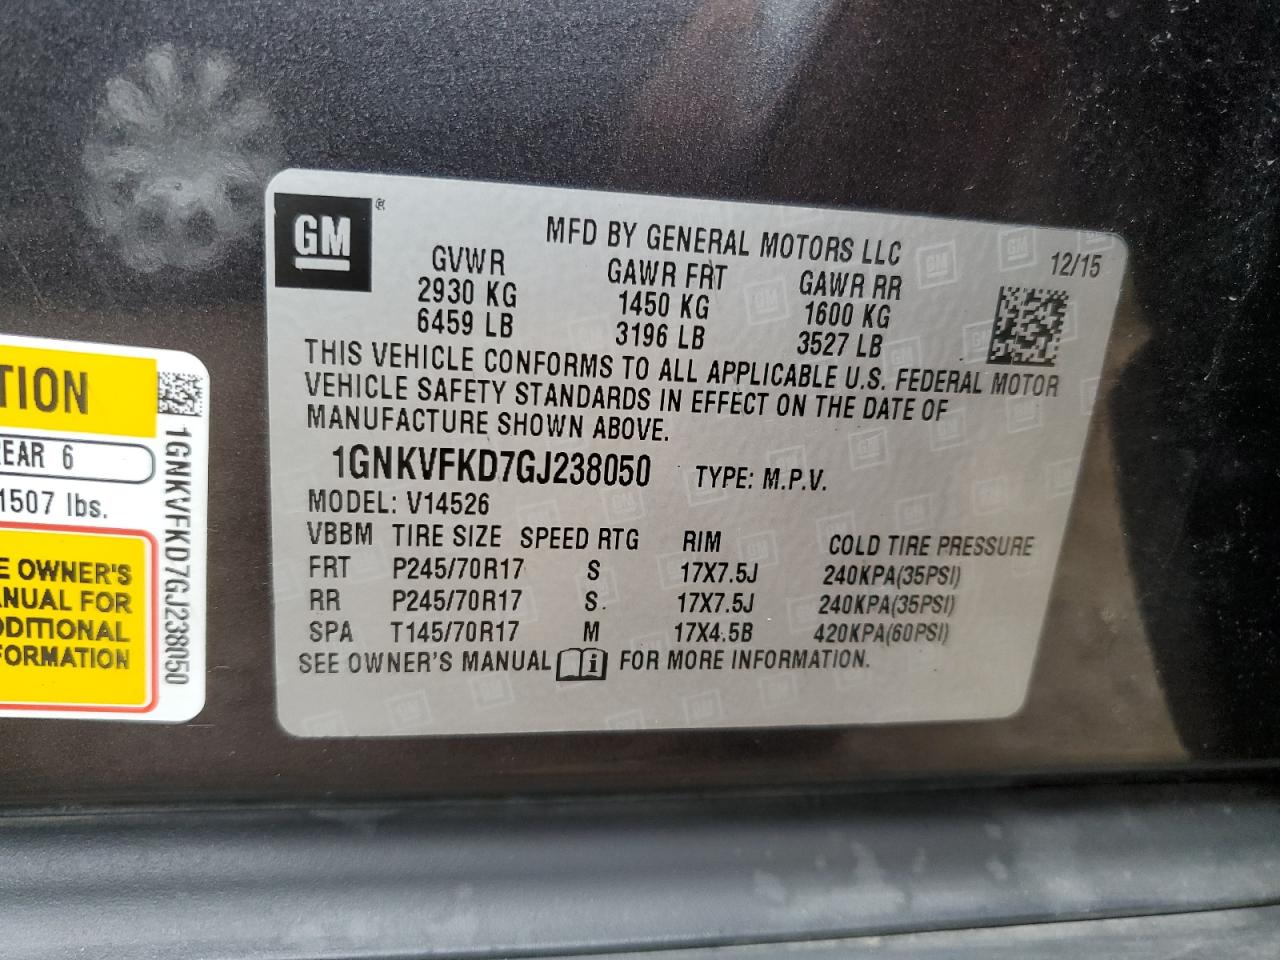 GM®
MFD BY GENERAL MOTORS LLC
12/15
GVWR GAWR FRT GAWR RR
2930 KG 1450 KG 1600 KG
6459 LB 3196 LB 3527 LB
THIS VEHICLE CONFORMS TO ALL APPLICABLE U.S. FEDERAL MOTOR
VEHICLE SAFETY STANDARDS IN EFFECT ON THE DATE OF
MANUFACTURE SHOWN ABOVE.
1GNKVFKD7GJ238050 TYPE: M.P.V.
MODEL: V14526
VBBM TIRE SIZE SPEED RTG RIM COLD TIRE PRESSURE
FRT P245/70R17 S 17X7.5J 240KPA(35PSI)
RR P245/70R17 S. 17X7.5J 240KPA(35PSI)
SPA T145/70R17 M 17X4.5B 420KPA(60PSI)
SEE OWNER'S MANUAL i FOR MORE INFORMATION.
TION
EAR 6
1507 lbs.
E OWNER'S
ANUAL FOR
DDITIONAL
FORMATION
1GNKVFKD7GJ238050